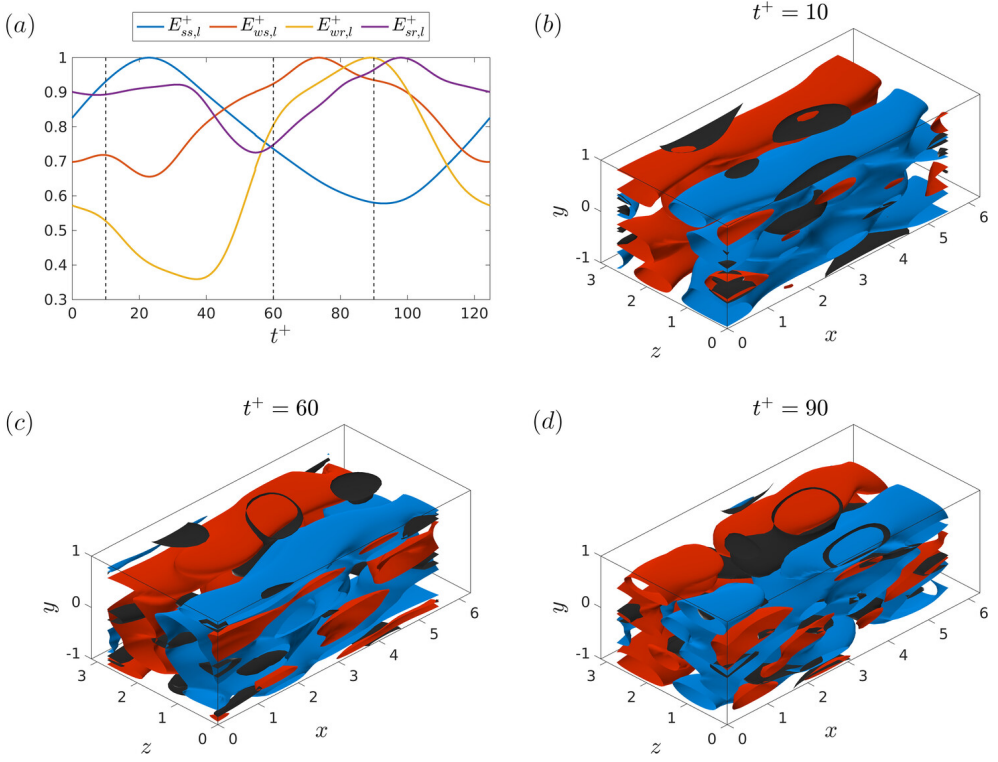 (a)
E⁺ss,l E⁺ws,l E⁺wr,l E⁺sr,l
1
0.9
0.8
0.7
0.6
0.5
0.4
0.3
0 20 40 60 80 100 120
t⁺
(b)
t⁺ = 10
1
0
-1
y
3
2
1
0
z
0
1
2
3
4
5
6
x
(c)
t⁺ = 60
1
0
-1
y
3
2
1
0
z
0
1
2
3
4
5
6
x
(d)
t⁺ = 90
1
0
-1
y
3
2
1
0
z
0
1
2
3
4
5
6
x